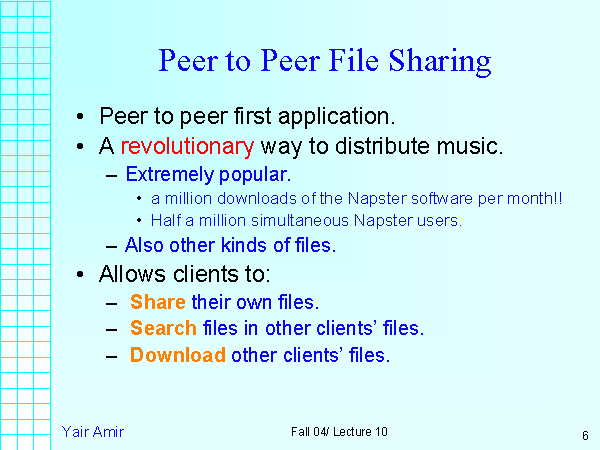 Peer to Peer File Sharing
• Peer to peer first application.
• A revolutionary way to distribute music.
– Extremely popular.
• a million downloads of the Napster software per month!!
• Half a million simultaneous Napster users.
– Also other kinds of files.
• Allows clients to:
– Share their own files.
– Search files in other clients’ files.
– Download other clients’ files.
Yair Amir Fall 04/ Lecture 10 6